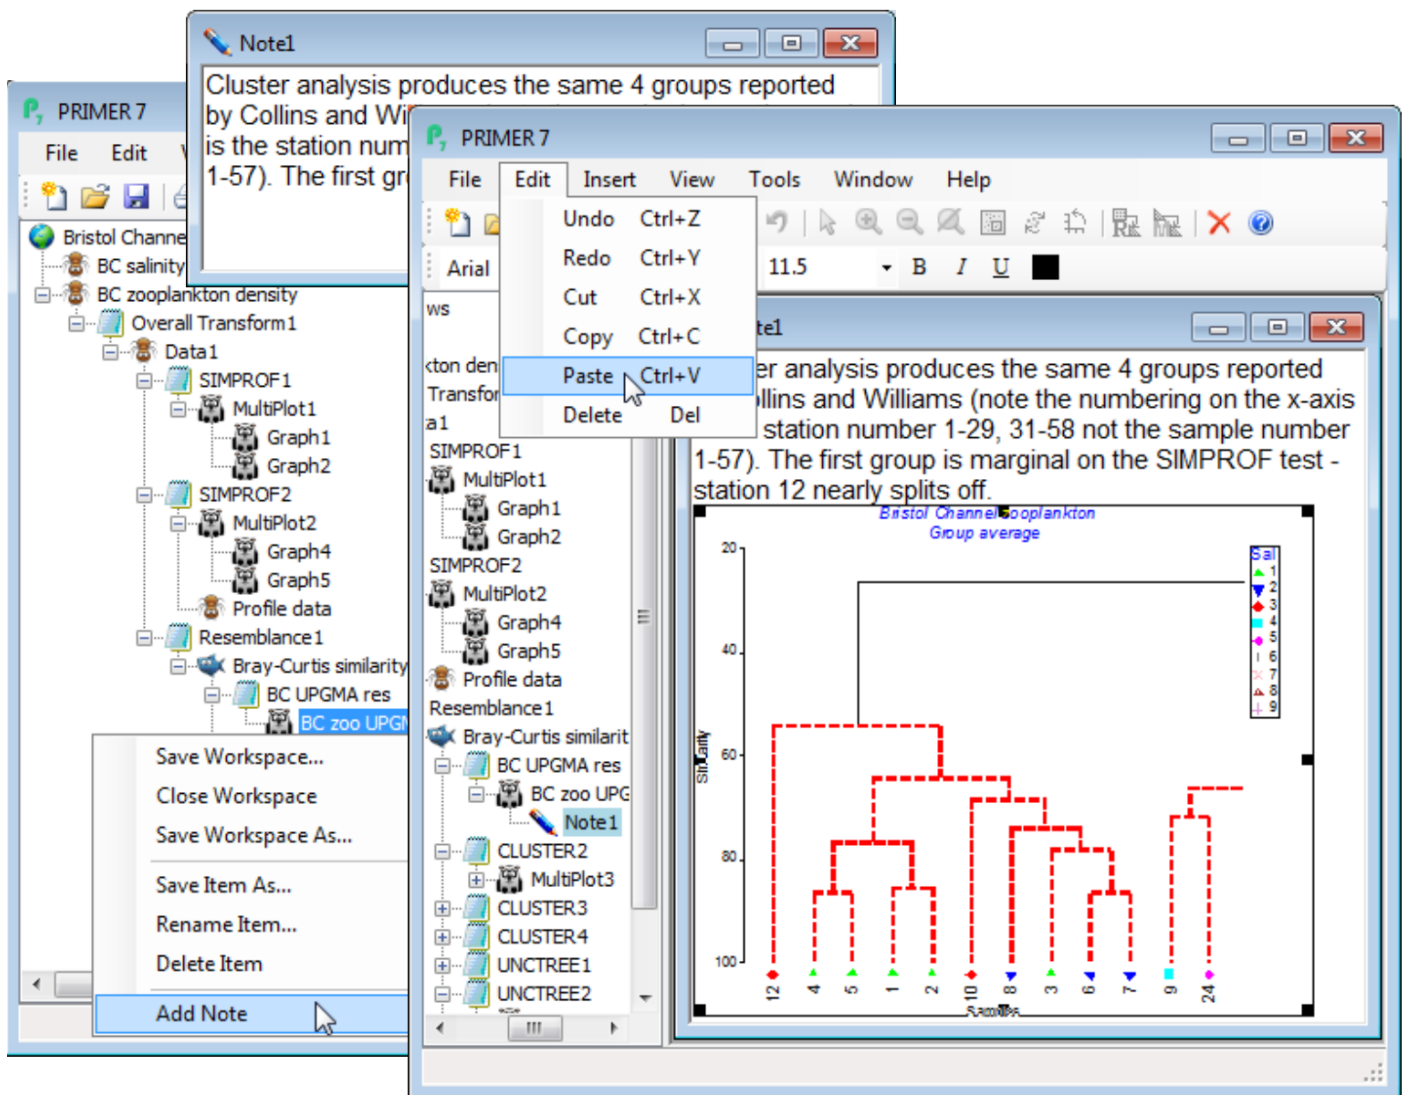 Note1
Cluster analysis produces the same 4 groups reported
by Collins and Wi
is the station num
1-57). The first gr
PRIMER 7
File Edit
Bristol Channe
BC salinity
BC zooplankton density
Overall Transform1
Data1
SIMPROF1
MultiPlot1
Graph1
Graph2
SIMPROF2
MultiPlot2
Graph4
Graph5
Profile data
Resemblance1
Bray-Curtis similarity
BC UPGMA res
BC zoo UPGM
Save Workspace...
Close Workspace
Save Workspace As...
Save Item As...
Rename Item...
Delete Item
Add Note
PRIMER 7
File Edit Insert View Tools Window Help
Undo Ctrl+Z
Redo Ctrl+Y
Cut Ctrl+X
Copy Ctrl+C
Paste Ctrl+V
Delete Del
Arial 11.5 B I U
ws
kton den
Transfor
a1
SIMPROF1
MultiPlot1
Graph1
Graph2
SIMPROF2
MultiPlot2
Graph4
Graph5
Profile data
Resemblance1
Bray-Curtis similarit
BC UPGMA res
BC zoo UPG
Note1
CLUSTER2
MultiPlot3
CLUSTER3
CLUSTER4
UNCTREE1
UNCTREE2
te1
er analysis produces the same 4 groups reported
ollins and Williams (note the numbering on the x-axis
station number 1-29, 31-58 not the sample number
1-57). The first group is marginal on the SIMPROF test -
station 12 nearly splits off.
Bristol Channel zooplankton
Group average
Sal
1
2
3
4
5
6
7
8
9
20
40
60
80
100
Similarity
12 4 5 1 2 10 8 3 6 7 9 24
Samples